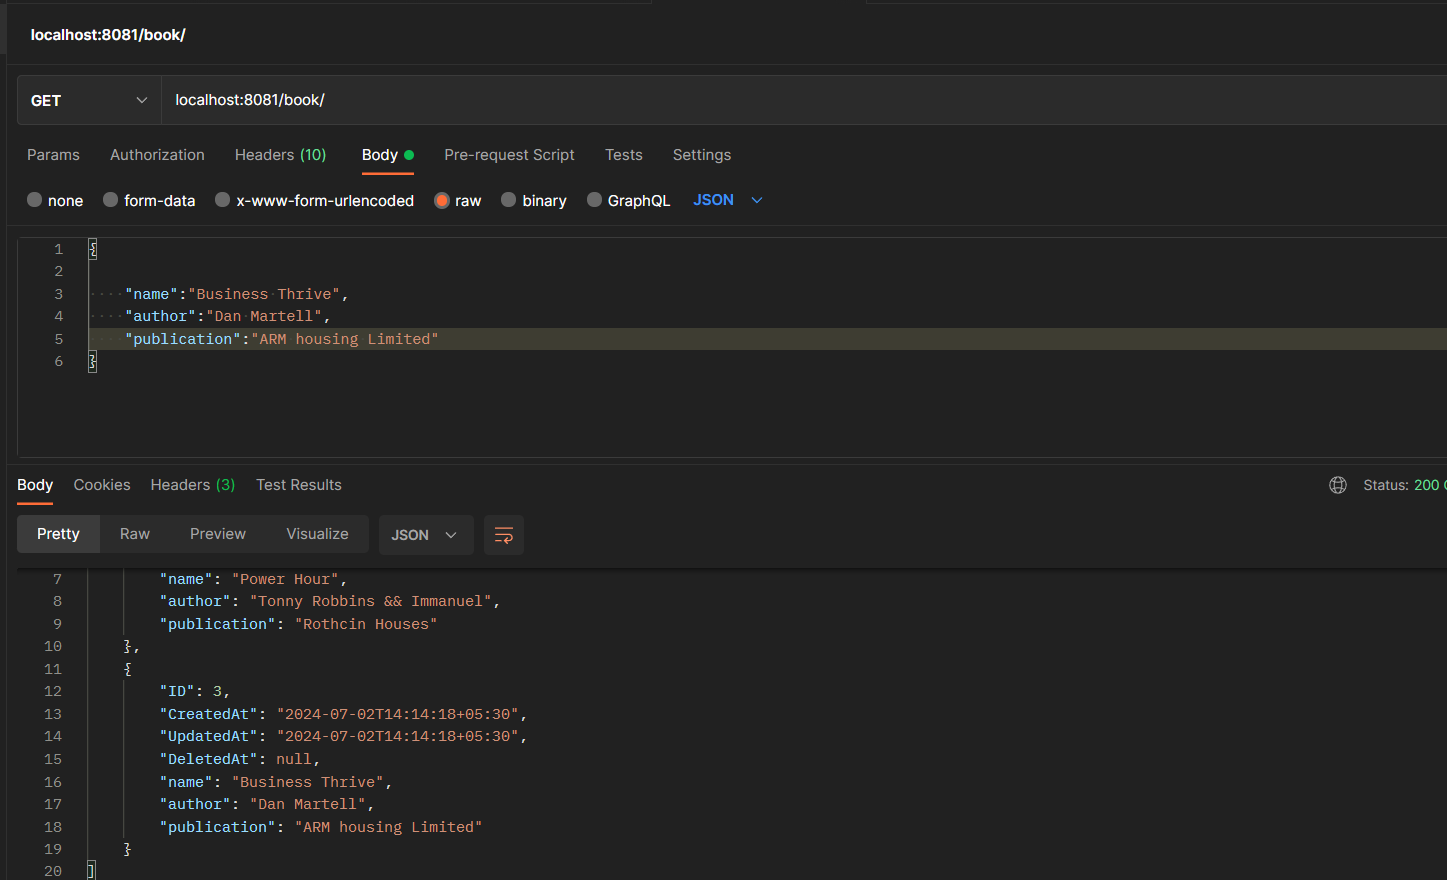 localhost:8081/book/
GET localhost:8081/book/
Params Authorization Headers (10) Body Pre-request Script Tests Settings
none form-data x-www-form-urlencoded raw binary GraphQL JSON
1 {
2
3 "name":"Business Thrive",
4 "author":"Dan Martell",
5 "publication":"ARM housing Limited"
6 }
Body Cookies Headers (3) Test Results Status: 200
Pretty Raw Preview Visualize JSON
7 "name": "Power Hour",
8 "author": "Tonny Robbins && Immanuel",
9 "publication": "Rothcin Houses"
10 },
11 {
12 "ID": 3,
13 "CreatedAt": "2024-07-02T14:14:18+05:30",
14 "UpdatedAt": "2024-07-02T14:14:18+05:30",
15 "DeletedAt": null,
16 "name": "Business Thrive",
17 "author": "Dan Martell",
18 "publication": "ARM housing Limited"
19 }
20 ]